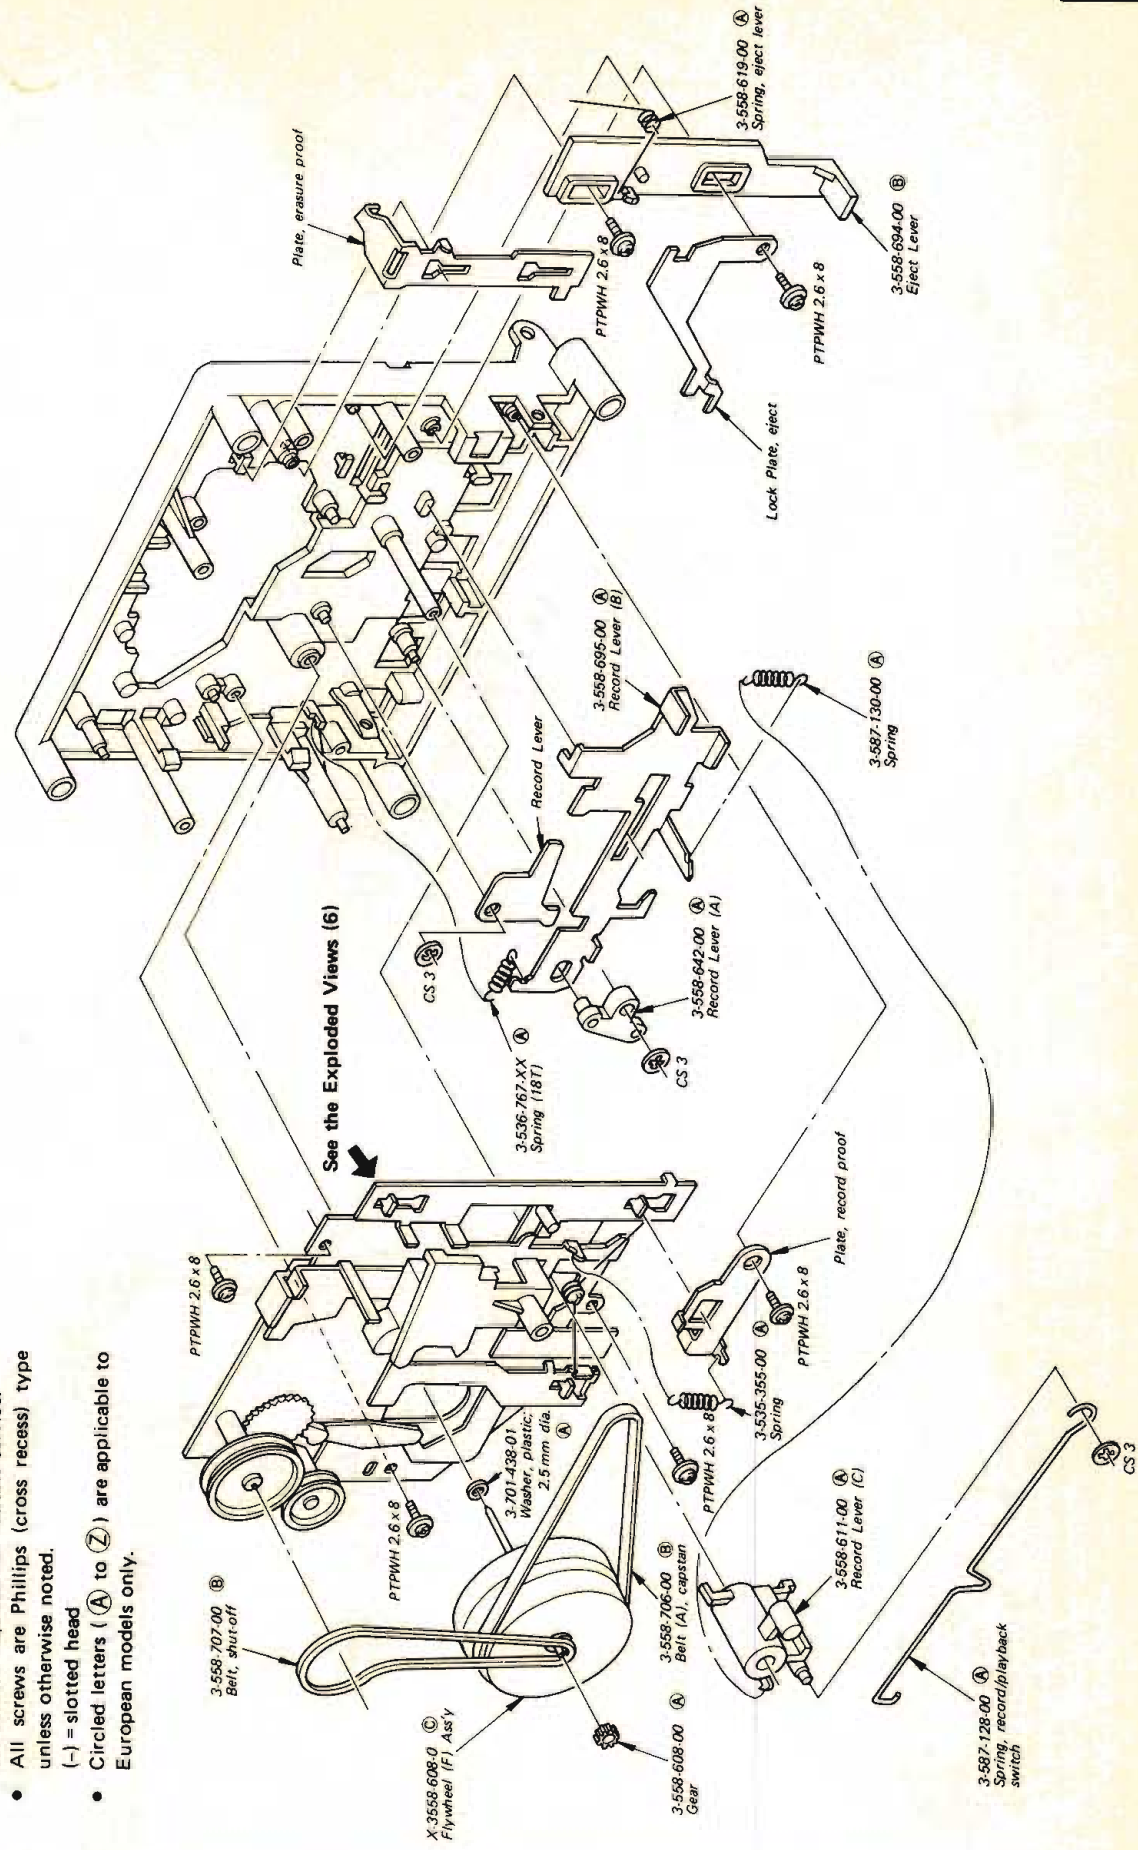 • All screws are Phillips (cross recess) type
unless otherwise noted.
(–) = slotted head
• Circled letters (Ⓐ to Ⓩ) are applicable to
European models only.
See the Exploded Views (6)
PTPWH 2.6 x 8
3-558-707-00 Ⓑ
Belt, shut-off
PTPWH 2.6 x 8
X-3558-608-0 Ⓒ
Flywheel (F) Ass'y
3-701-438-01
Washer, plastic;
2.5 mm dia.
Ⓐ
3-558-608-00 Ⓐ
Gear
3-558-706-00 Ⓑ
Belt (A), capstan
PTPWH 2.6 x 8
3-535-355-00 Ⓐ
Spring
PTPWH 2.6 x 8
Plate, record proof
3-558-611-00 Ⓐ
Record Lever (C)
3-587-128-00 Ⓐ
Spring, record/playback
switch
CS 3
CS 3
3-536-767-XX Ⓐ
Spring (18T)
Record Lever
3-558-642-00 Ⓐ
Record Lever (A)
CS 3
3-558-695-00 Ⓐ
Record Lever (B)
3-587-130-00 Ⓐ
Spring
Plate, erasure proof
PTPWH 2.6 x 8
3-558-619-00 Ⓐ
Spring, eject lever
PTPWH 2.6 x 8
3-558-694-00 Ⓑ
Eject Lever
Lock Plate, eject